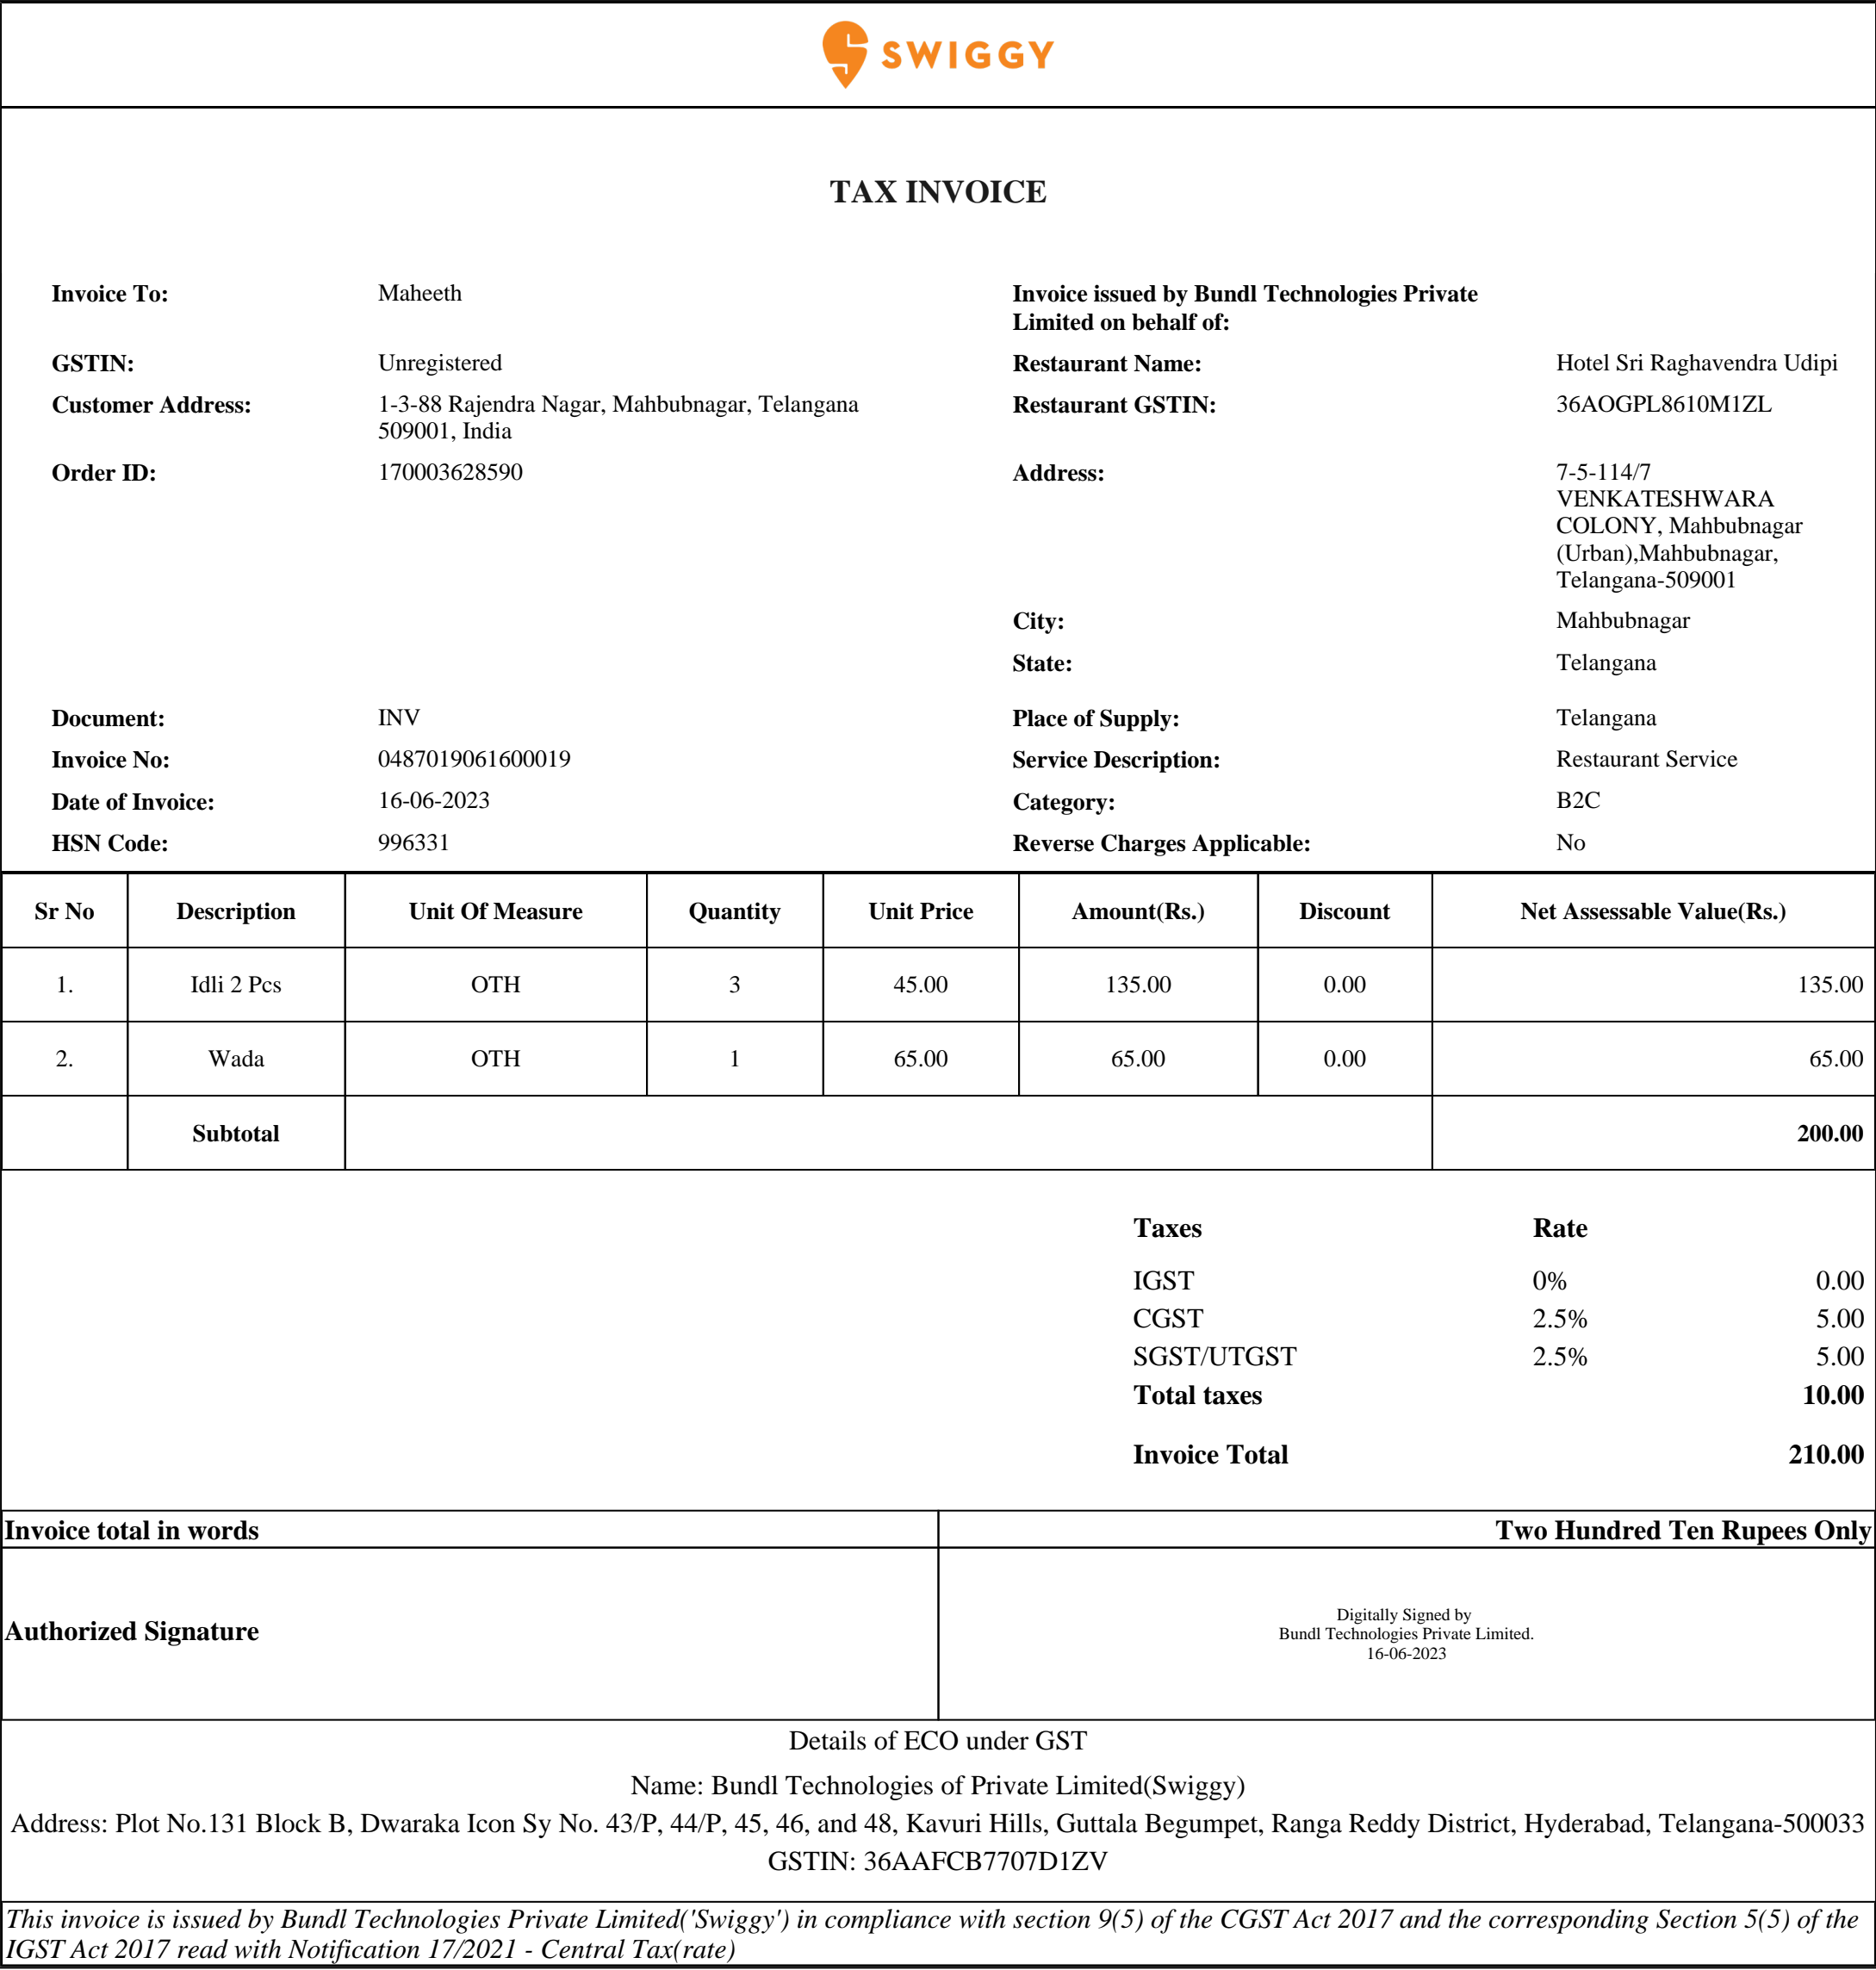 SWIGGY
TAX INVOICE
Invoice To: Maheeth Invoice issued by Bundl Technologies Private
Limited on behalf of:
GSTIN: Unregistered Restaurant Name: Hotel Sri Raghavendra Udipi
Customer Address: 1-3-88 Rajendra Nagar, Mahbubnagar, Telangana Restaurant GSTIN: 36AOGPL8610M1ZL
509001, India
Order ID: 170003628590 Address: 7-5-114/7
VENKATESHWARA
COLONY, Mahbubnagar
(Urban),Mahbubnagar,
Telangana-509001
City: Mahbubnagar
State: Telangana
Document: INV Place of Supply: Telangana
Invoice No: 0487019061600019 Service Description: Restaurant Service
Date of Invoice: 16-06-2023 Category: B2C
HSN Code: 996331 Reverse Charges Applicable: No
Sr No Description Unit Of Measure Quantity Unit Price Amount(Rs.) Discount Net Assessable Value(Rs.)
1. Idli 2 Pcs OTH 3 45.00 135.00 0.00 135.00
2. Wada OTH 1 65.00 65.00 0.00 65.00
Subtotal 200.00
Taxes Rate
IGST 0% 0.00
CGST 2.5% 5.00
SGST/UTGST 2.5% 5.00
Total taxes 10.00
Invoice Total 210.00
Invoice total in words Two Hundred Ten Rupees Only
Authorized Signature
Digitally Signed by
Bundl Technologies Private Limited.
16-06-2023
Details of ECO under GST
Name: Bundl Technologies of Private Limited(Swiggy)
Address: Plot No.131 Block B, Dwaraka Icon Sy No. 43/P, 44/P, 45, 46, and 48, Kavuri Hills, Guttala Begumpet, Ranga Reddy District, Hyderabad, Telangana-500033
GSTIN: 36AAFCB7707D1ZV
This invoice is issued by Bundl Technologies Private Limited('Swiggy') in compliance with section 9(5) of the CGST Act 2017 and the corresponding Section 5(5) of the
IGST Act 2017 read with Notification 17/2021 - Central Tax(rate)